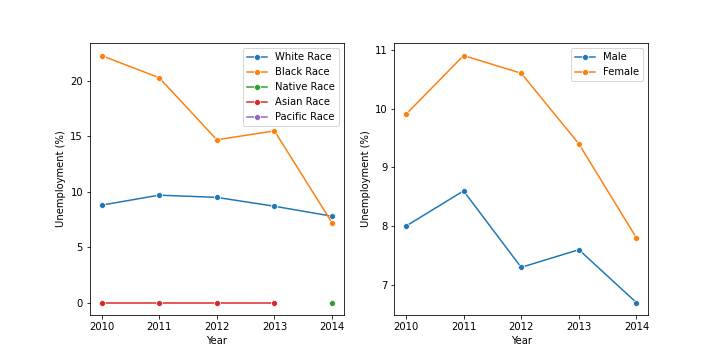 White Race
Black Race
Native Race
Asian Race
Pacific Race
Unemployment (%)
20
15
10
5
0
2010 2011 2012 2013 2014
Year
Male
Female
Unemployment (%)
11
10
9
8
7
2010 2011 2012 2013 2014
Year